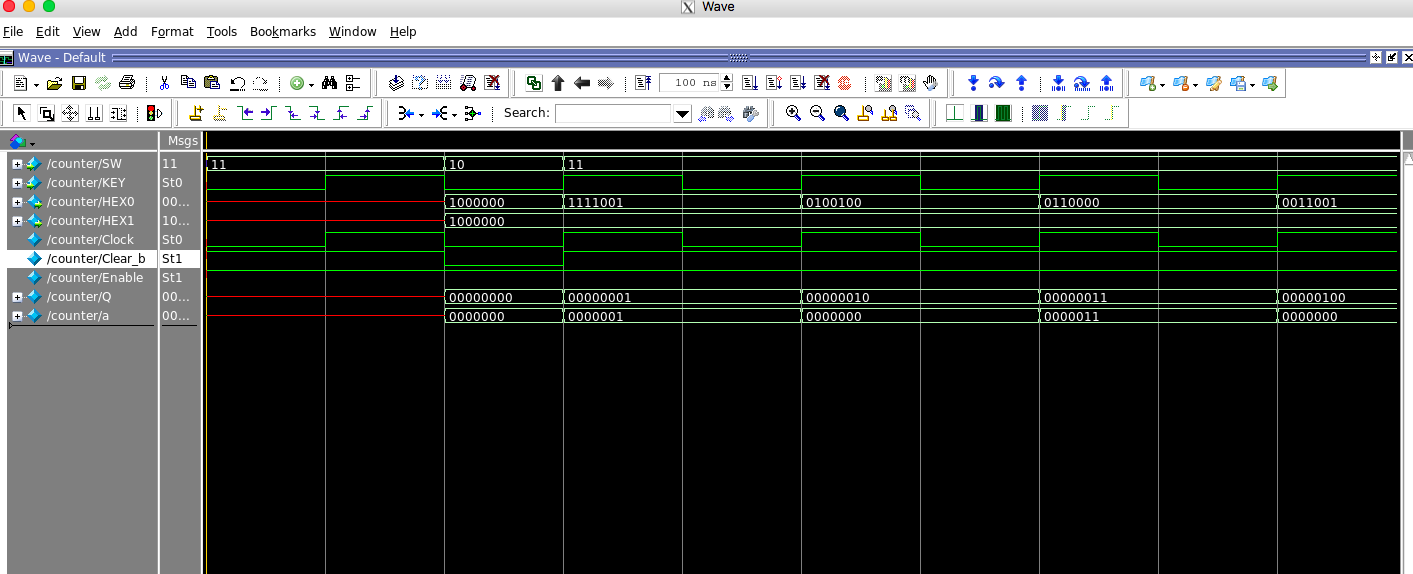 Wave
File Edit View Add Format Tools Bookmarks Window Help
Wave - Default
100 ns
Search:
Msgs
/counter/SW 11 11 10 11
/counter/KEY St0
/counter/HEX0 00... 1000000 1111001 0100100 0110000 0011001
/counter/HEX1 10... 1000000
/counter/Clock St0
/counter/Clear_b St1
/counter/Enable St1
/counter/Q 00... 00000000 00000001 00000010 00000011 00000100
/counter/a 00... 0000000 0000001 0000000 0000011 0000000